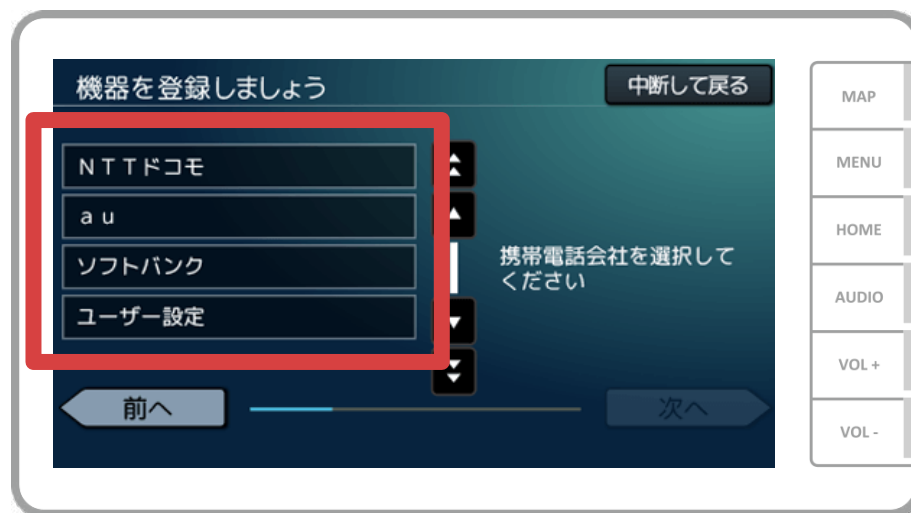 機器を登録しましょう
中断して戻る
NTTドコモ
au
ソフトバンク
ユーザー設定
携帯電話会社を選択して
ください
前へ
次へ
MAP
MENU
HOME
AUDIO
VOL +
VOL -